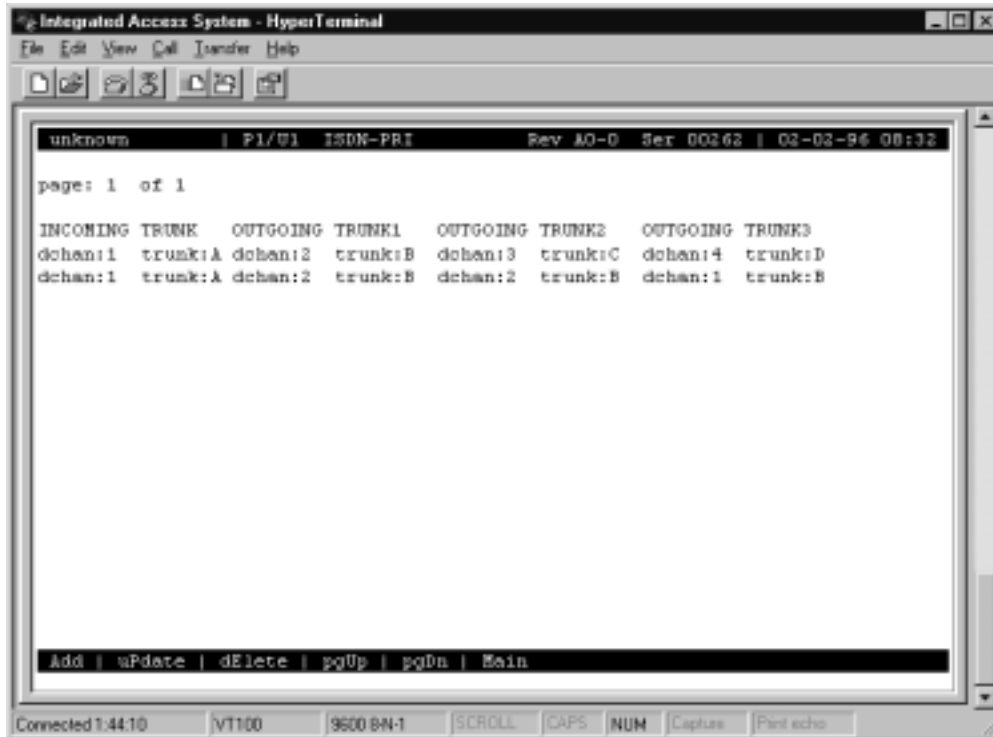 Integrated Access System - HyperTerminal
File Edit View Call Transfer Help
unknown | P1/U1 ISDN-PRI Rev A0-0 Ser 00262 | 02-02-96 08:32
page: 1 of 1
INCOMING TRUNK OUTGOING TRUNK1 OUTGOING TRUNK2 OUTGOING TRUNK3
dchan:1 trunk:A dchan:2 trunk:B dchan:3 trunk:C dchan:4 trunk:D
dchan:1 trunk:A dchan:2 trunk:B dchan:2 trunk:B dchan:1 trunk:B
Add | uPdate | dElete | pgUp | pgDn | Main
Connected 1:44:10 VT100 9600 8-N-1 SCROLL CAPS NUM Capture Print echo